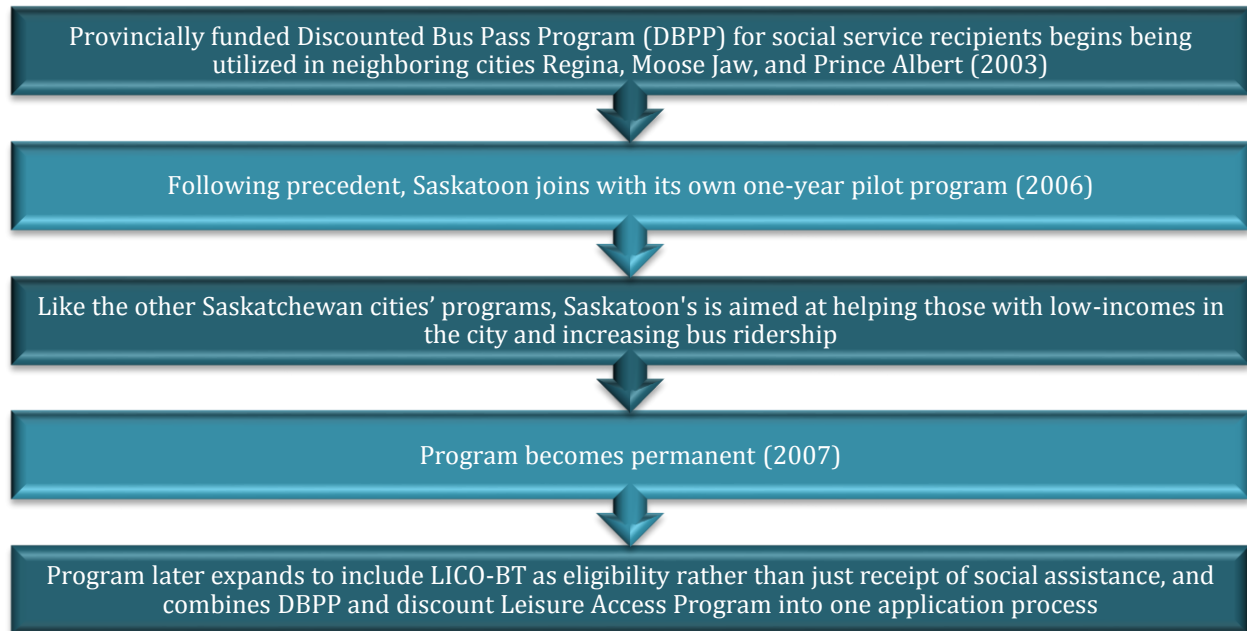 Provincially funded Discounted Bus Pass Program (DBPP) for social service recipients begins being
utilized in neighboring cities Regina, Moose Jaw, and Prince Albert (2003)
Following precedent, Saskatoon joins with its own one-year pilot program (2006)
Like the other Saskatchewan cities’ programs, Saskatoon's is aimed at helping those with low-incomes in
the city and increasing bus ridership
Program becomes permanent (2007)
Program later expands to include LICO-BT as eligibility rather than just receipt of social assistance, and
combines DBPP and discount Leisure Access Program into one application process